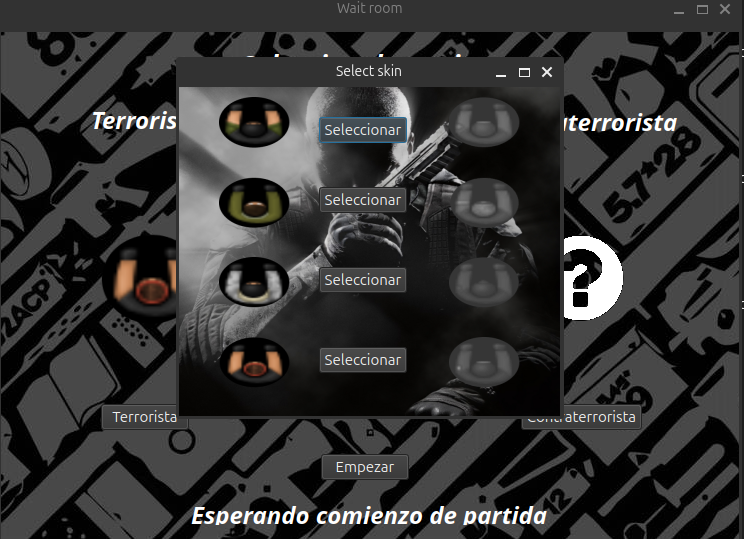 Wait room
Select skin
Terroris
aterrorista
Seleccionar
5.7*28
Seleccionar
Seleccionar
2ACP
Seleccionar
Terrorista
Contraterrorista
Empezar
12
Esperando comienzo de partida